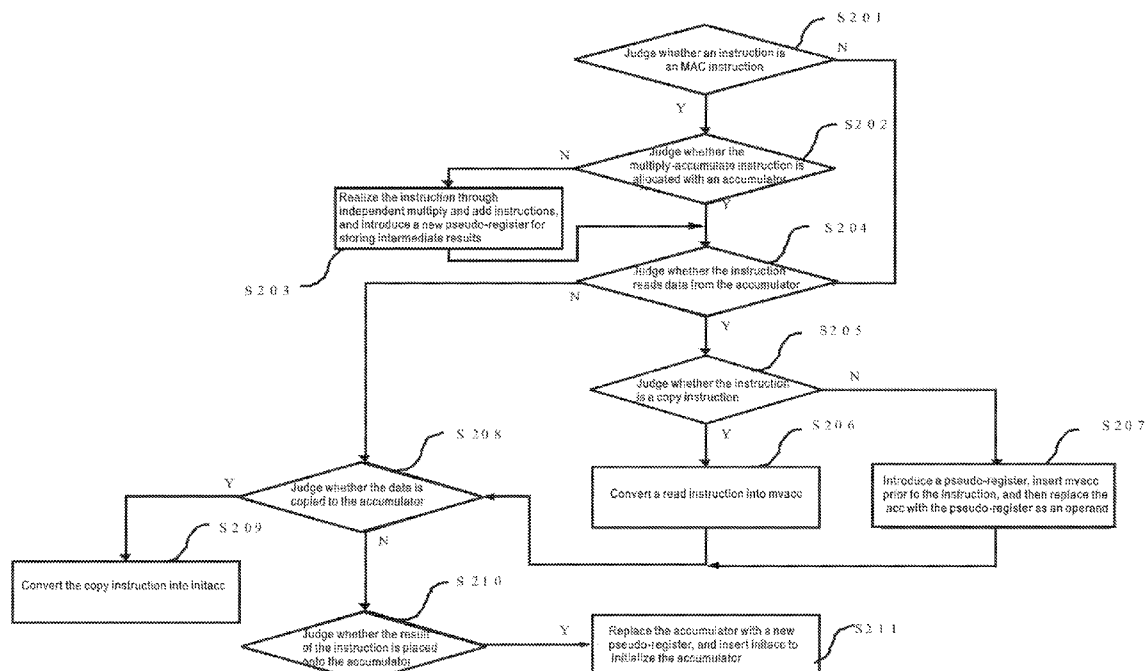 S201
Judge whether an instruction is
an MAC instruction
N
Y
S202
Judge whether the
multiply-accumulate instruction is
allocated with an accumulator
N
Y
Realize the instruction through
independent multiply and add instructions,
and introduce a new pseudo-register for
storing intermediate results
S203
S204
Judge whether the instruction
reads data from the accumulator
N
Y
S205
Judge whether the instruction
is a copy instruction
N
Y
S206
Convert a read instruction into mvacc
S207
Introduce a pseudo-register, insert mvacc
prior to the instruction, and then replace the
acc with the pseudo-register as an operand
S208
Judge whether the data is
copied to the accumulator
Y
N
S209
Convert the copy instruction into initacc
S210
Judge whether the result
of the instruction is placed
onto the accumulator
Y
Replace the accumulator with a new
pseudo-register, and insert initacc to
initialize the accumulator
S211